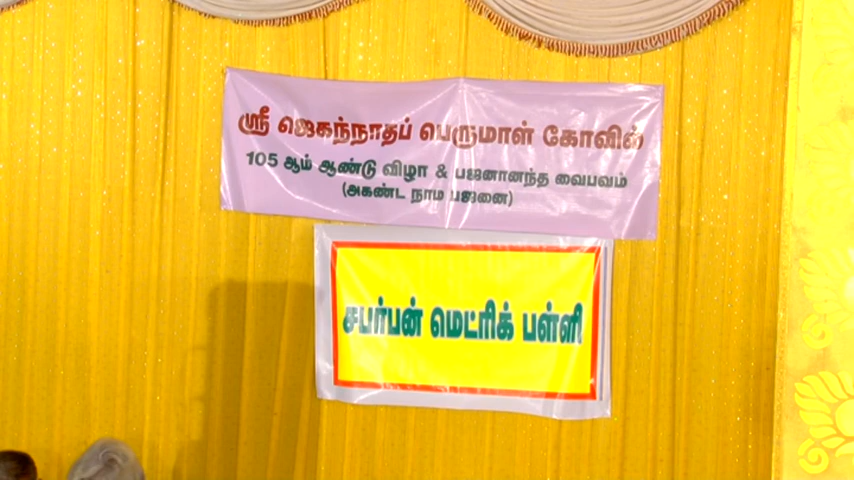 ஸ்ரீ ஜெகந்நாதப் பெருமாள் கோவில்
105 ஆம் ஆண்டு விழா & பஜனானந்த வைபவம்
(அகண்ட நாம பஜனை)
சபர்பன் மெட்ரிக் பள்ளி